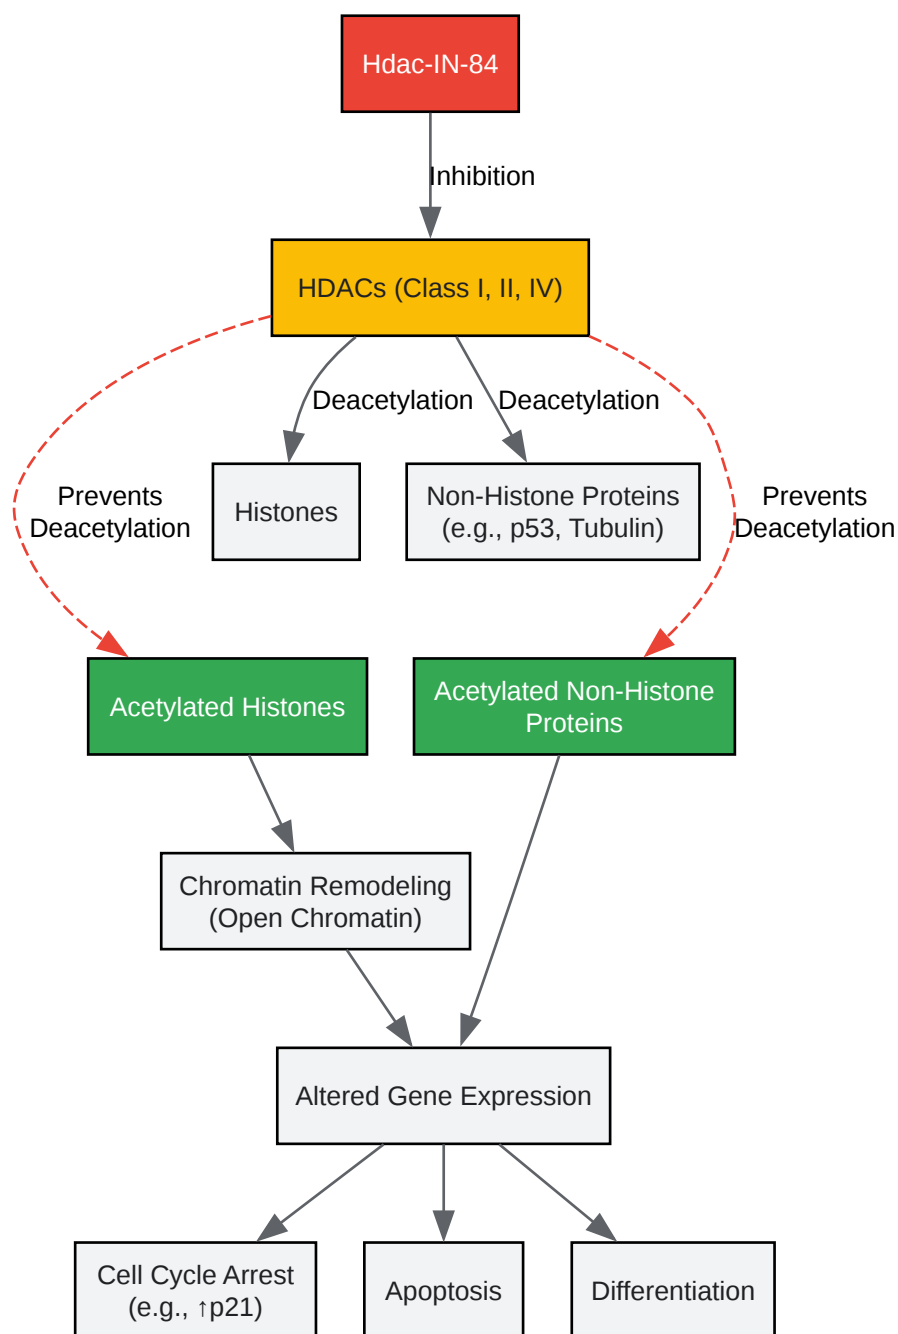 Hdac-IN-84
Inhibition
HDACs (Class I, II, IV)
Deacetylation
Deacetylation
Prevents
Deacetylation
Histones
Non-Histone Proteins
(e.g., p53, Tubulin)
Prevents
Deacetylation
Acetylated Histones
Acetylated Non-Histone
Proteins
Chromatin Remodeling
(Open Chromatin)
Altered Gene Expression
Cell Cycle Arrest
(e.g., ↑p21)
Apoptosis
Differentiation